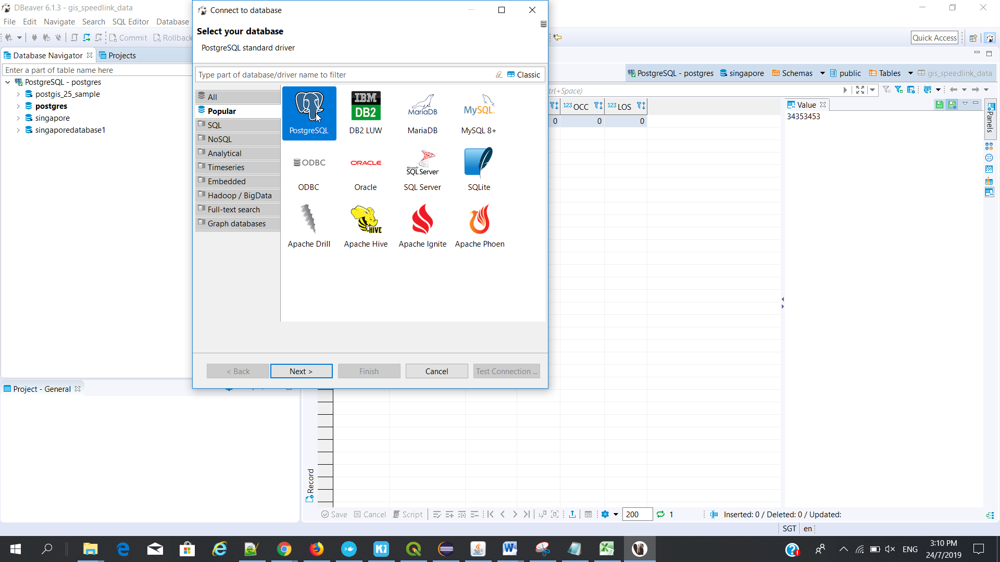 DBeaver 6.1.3 - gis_speedlink_data
File Edit Navigate Search SQL Editor Database
Commit Rollback
Quick Access
Database Navigator Projects
Enter a part of table name here
PostgreSQL - postgres
postgis_25_sample
postgres
singapore
singaporedatabase1
Project - General
Connect to database
Select your database
PostgreSQL standard driver
Type part of database/driver name to filter
Classic
All
Popular
SQL
NoSQL
Analytical
Timeseries
Embedded
Hadoop / BigData
Full-text search
Graph databases
IBM
DB2
MariaDB
MySQL
PostgreSQL DB2 LUW MariaDB MySQL 8+
ODBC
ORACLE
Microsoft
SQL Server
ODBC Oracle SQL Server SQLite
HIVE
Apache Drill Apache Hive Apache Ignite Apache Phoen
< Back Next > Finish Cancel Test Connection ...
PostgreSQL - postgres singapore Schemas public Tables gis_speedlink_data
trl+Space)
123 OCC 123 LOS
0 0 0
Value
34353453
Panels
Record
Save Cancel Script 200 1 Inserted: 0 / Deleted: 0 / Updated:
SGT en
ENG
3:10 PM
24/7/2019